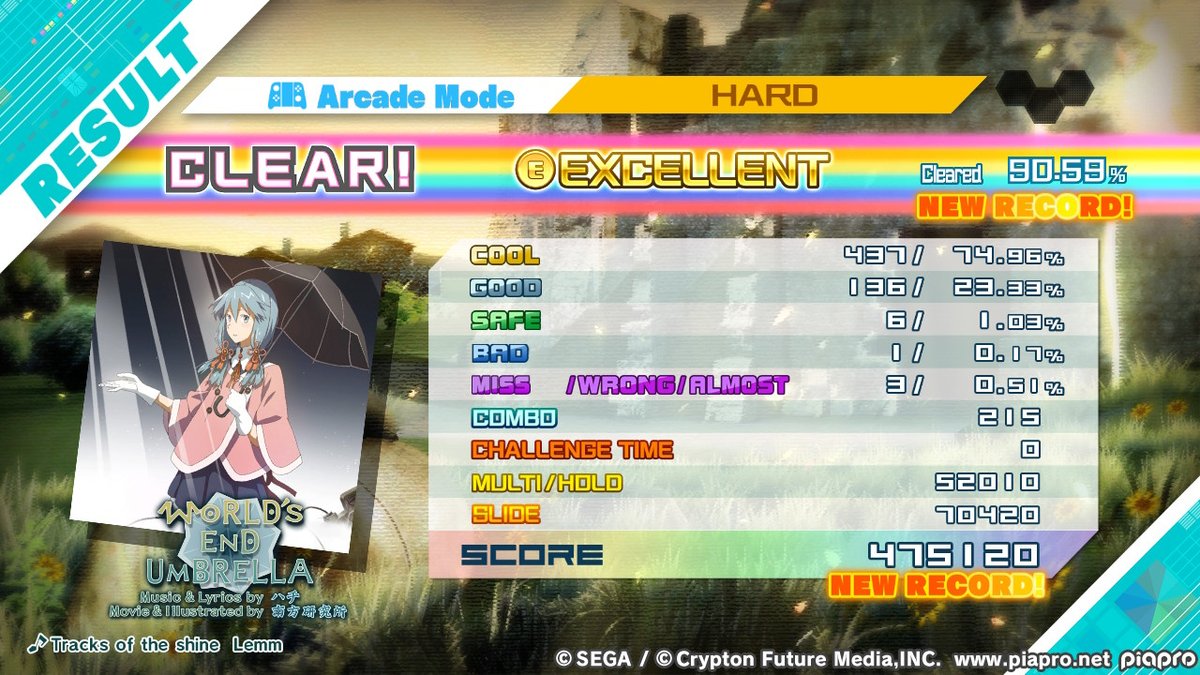 RESULT
Arcade Mode HARD
CLEAR! E EXCELLENT Cleared 90.59%
NEW RECORD!
COOL 437/ 74.96%
GOOD 136/ 23.33%
SAFE 6/ 1.03%
BAD 1/ 0.17%
MISS /WRONG/ALMOST 3/ 0.51%
COMBO 215
CHALLENGE TIME 0
MULTI/HOLD 52010
SLIDE 70420
SCORE 475120
NEW RECORD!
WORLD'S
END
UMBRELLA
Music & Lyrics by ハチ
Movie & Illustrated by 南方研究所
♪Tracks of the shine Lemm
© SEGA / © Crypton Future Media,INC. www.piapro.net piapro